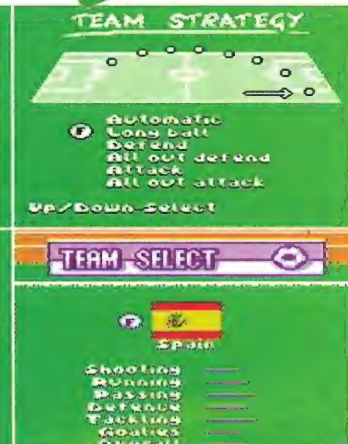 TEAM STRATEGY
Automatic
F Long ball
Defend
All out defend
Attack
All out attack
Up/Down-Select
TEAM SELECT
F
Spain
Shooting
Running
Passing
Defence
Tackling
Goalies